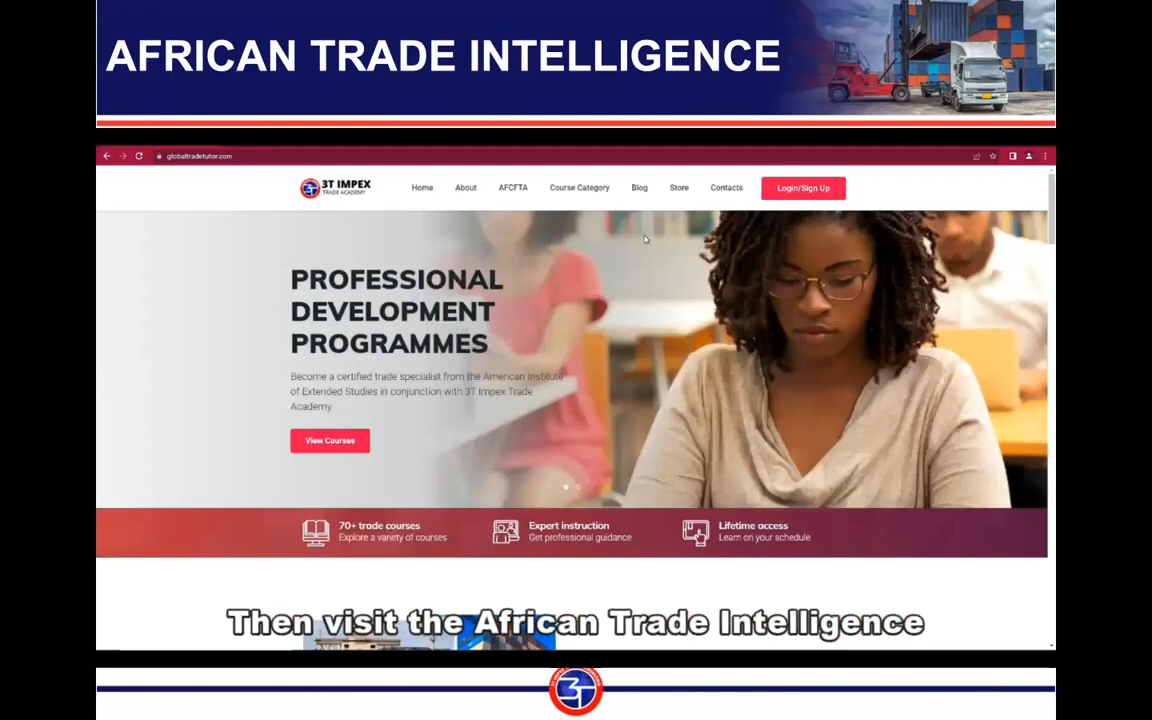 AFRICAN TRADE INTELLIGENCE
globaltradetutor.com
3T IMPEX
TRADE ACADEMY
Home
About
AFCFTA
Course Category
Blog
Store
Contacts
Login/Sign Up
PROFESSIONAL
DEVELOPMENT
PROGRAMMES
Become a certified trade specialist from the American Institute
of Extended Studies in conjunction with 3T Impex Trade
Academy.
View Courses
70+ trade courses
Explore a variety of courses
Expert instruction
Get professional guidance
Lifetime access
Learn on your schedule
Then visit the African Trade Intelligence
3T